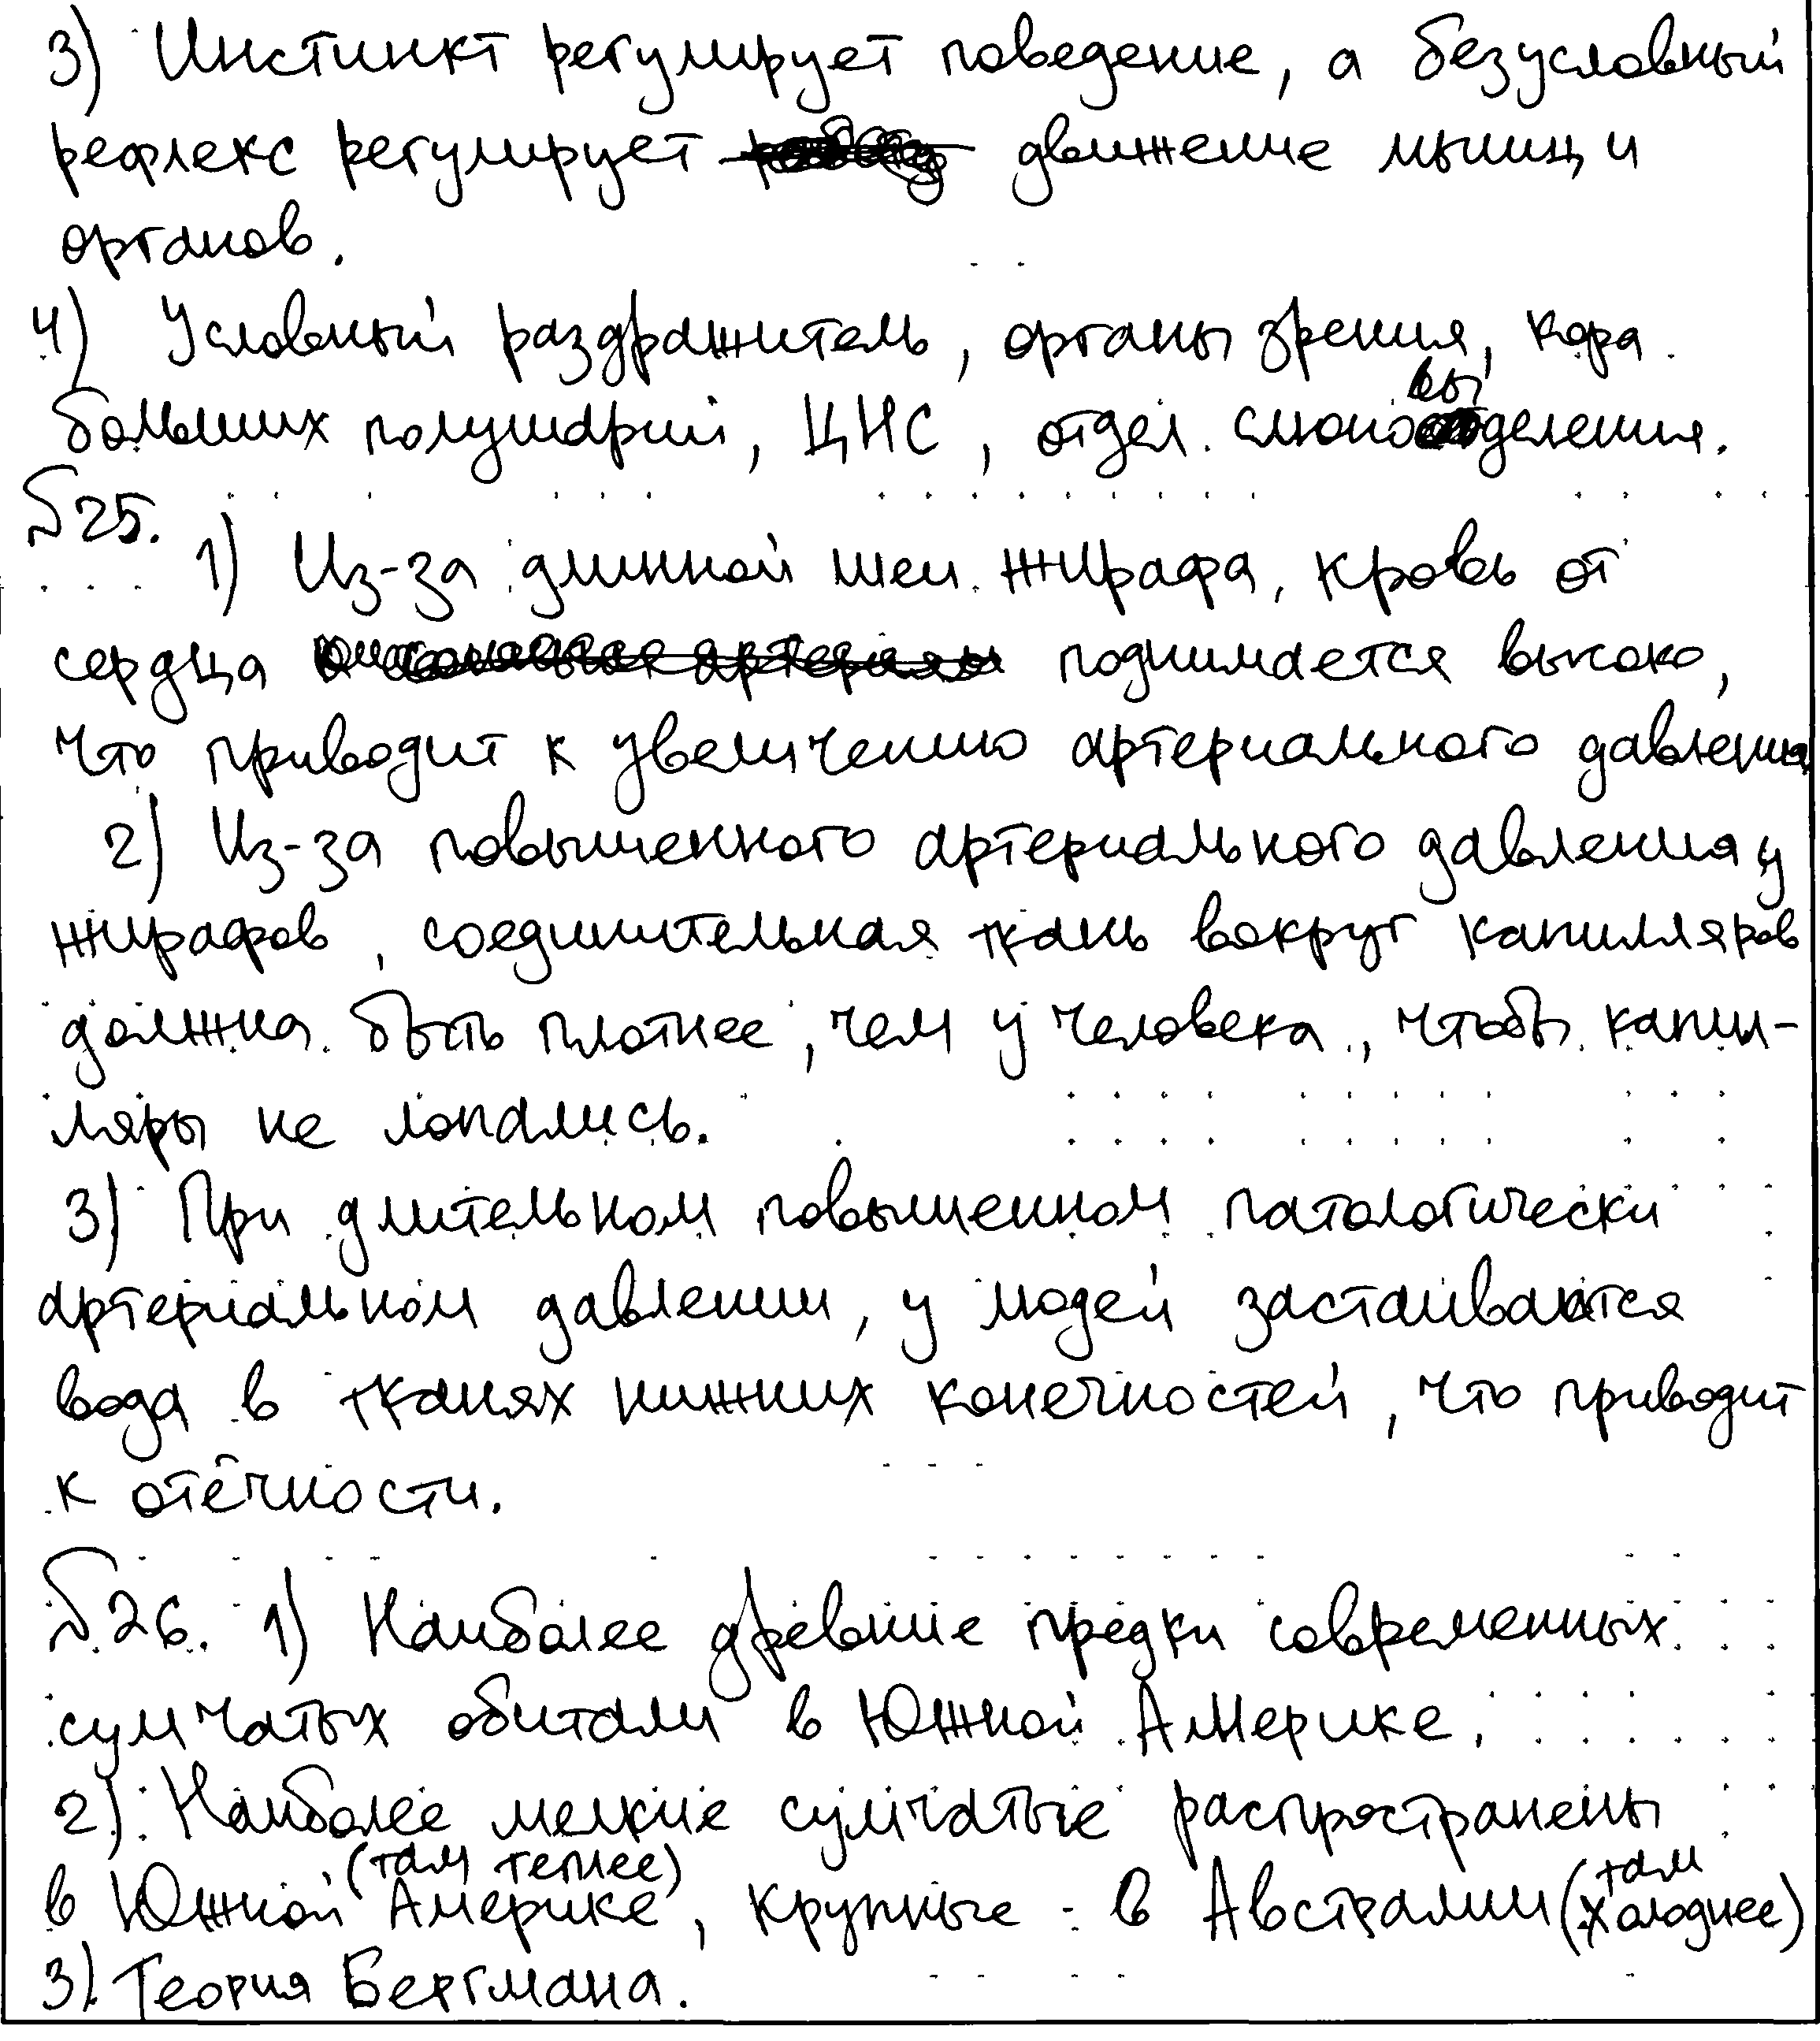 3) Инстинкт регулирует поведение, а безусловный
рефлекс регулирует движение мышц и
органов.
4) Условный раздражитель, органы зрения, кора
больших полушарий, ЦНС, отдел слюновыделения.
№25.
1) Из-за длинной шеи жирафа, кровь от
сердца поднимается высоко,
что приводит к увеличению артериального давления
2) Из-за повышенного артериального давления у
жирафов, соединительная ткань вокруг капилляров
должна быть плотнее, чем у человека, чтобы капил-
ляры не лопались.
3) При длительном повышенном патологически
артериальном давлении, у людей застаивается
вода в тканях нижних конечностей, что приводит
к отёчности.
№26. 1) Наиболее древние предки современных
сумчатых обитали в Южной Америке.
2) Наиболее мелкие сумчатые распространены
в Южной Америке (там теплее), крупные - в Австралии (там холоднее)
3) Теория Бергмана.